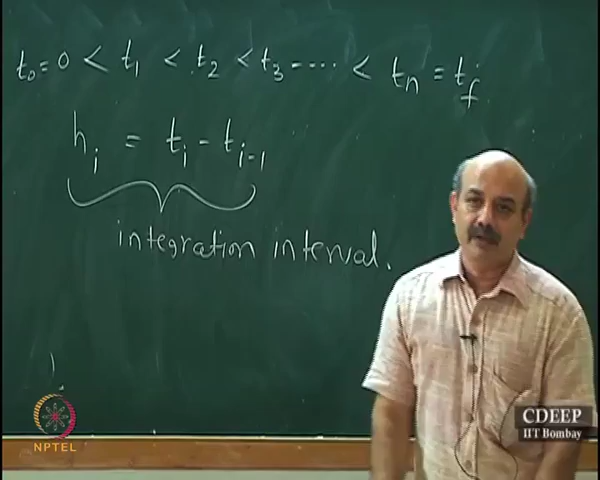 t₀ = 0 < t₁ < t₂ < t₃ ---- < tₙ = t_f
hᵢ = tᵢ - tᵢ₋₁
integration interval.
NPTEL
CDEEP
IIT Bombay